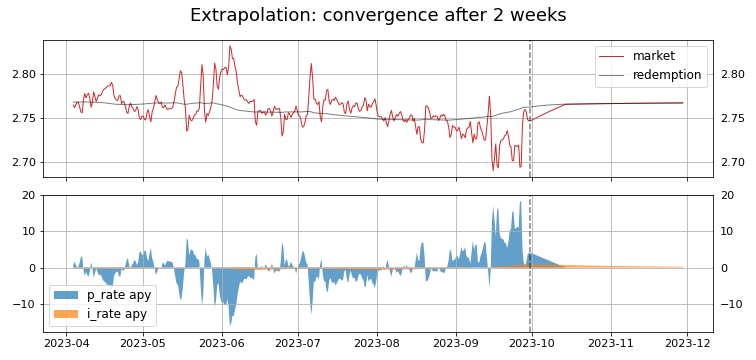 Extrapolation: convergence after 2 weeks
market
redemption
2.80 2.80
2.75 2.75
2.70 2.70
20 20
10 10
0 0
−10 −10
p_rate apy
i_rate apy
2023-04 2023-05 2023-06 2023-07 2023-08 2023-09 2023-10 2023-11 2023-12